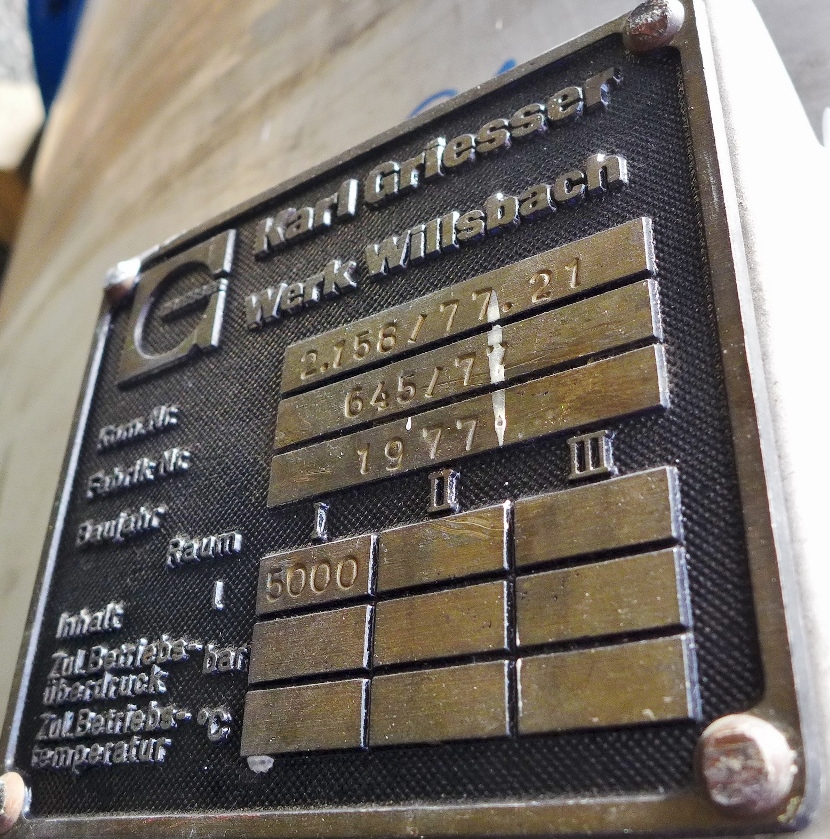 Karl Griesser
Werk Willsbach
G
Kom.Nr. 2.756/77.21
Fabrik Nr. 645/77
Baujahr 1977
Raum I II III
Inhalt l 5000
Zul.Betriebs- bar
überdruck
Zul.Betriebs- °C
temperatur